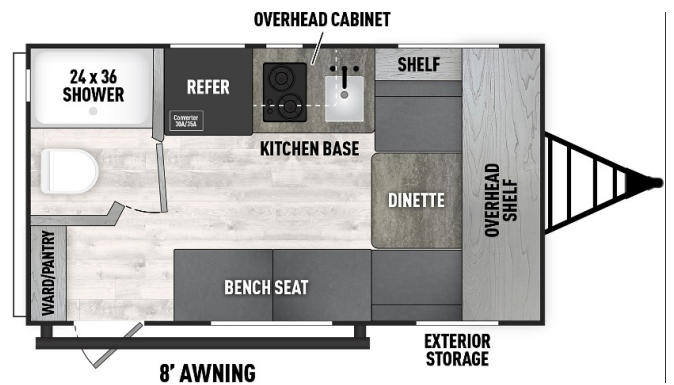 OVERHEAD CABINET
24 x 36
SHOWER
REFER
Converter
30A/35A
SHELF
KITCHEN BASE
DINETTE
OVERHEAD
SHELF
WARD/PANTRY
BENCH SEAT
EXTERIOR
STORAGE
8' AWNING